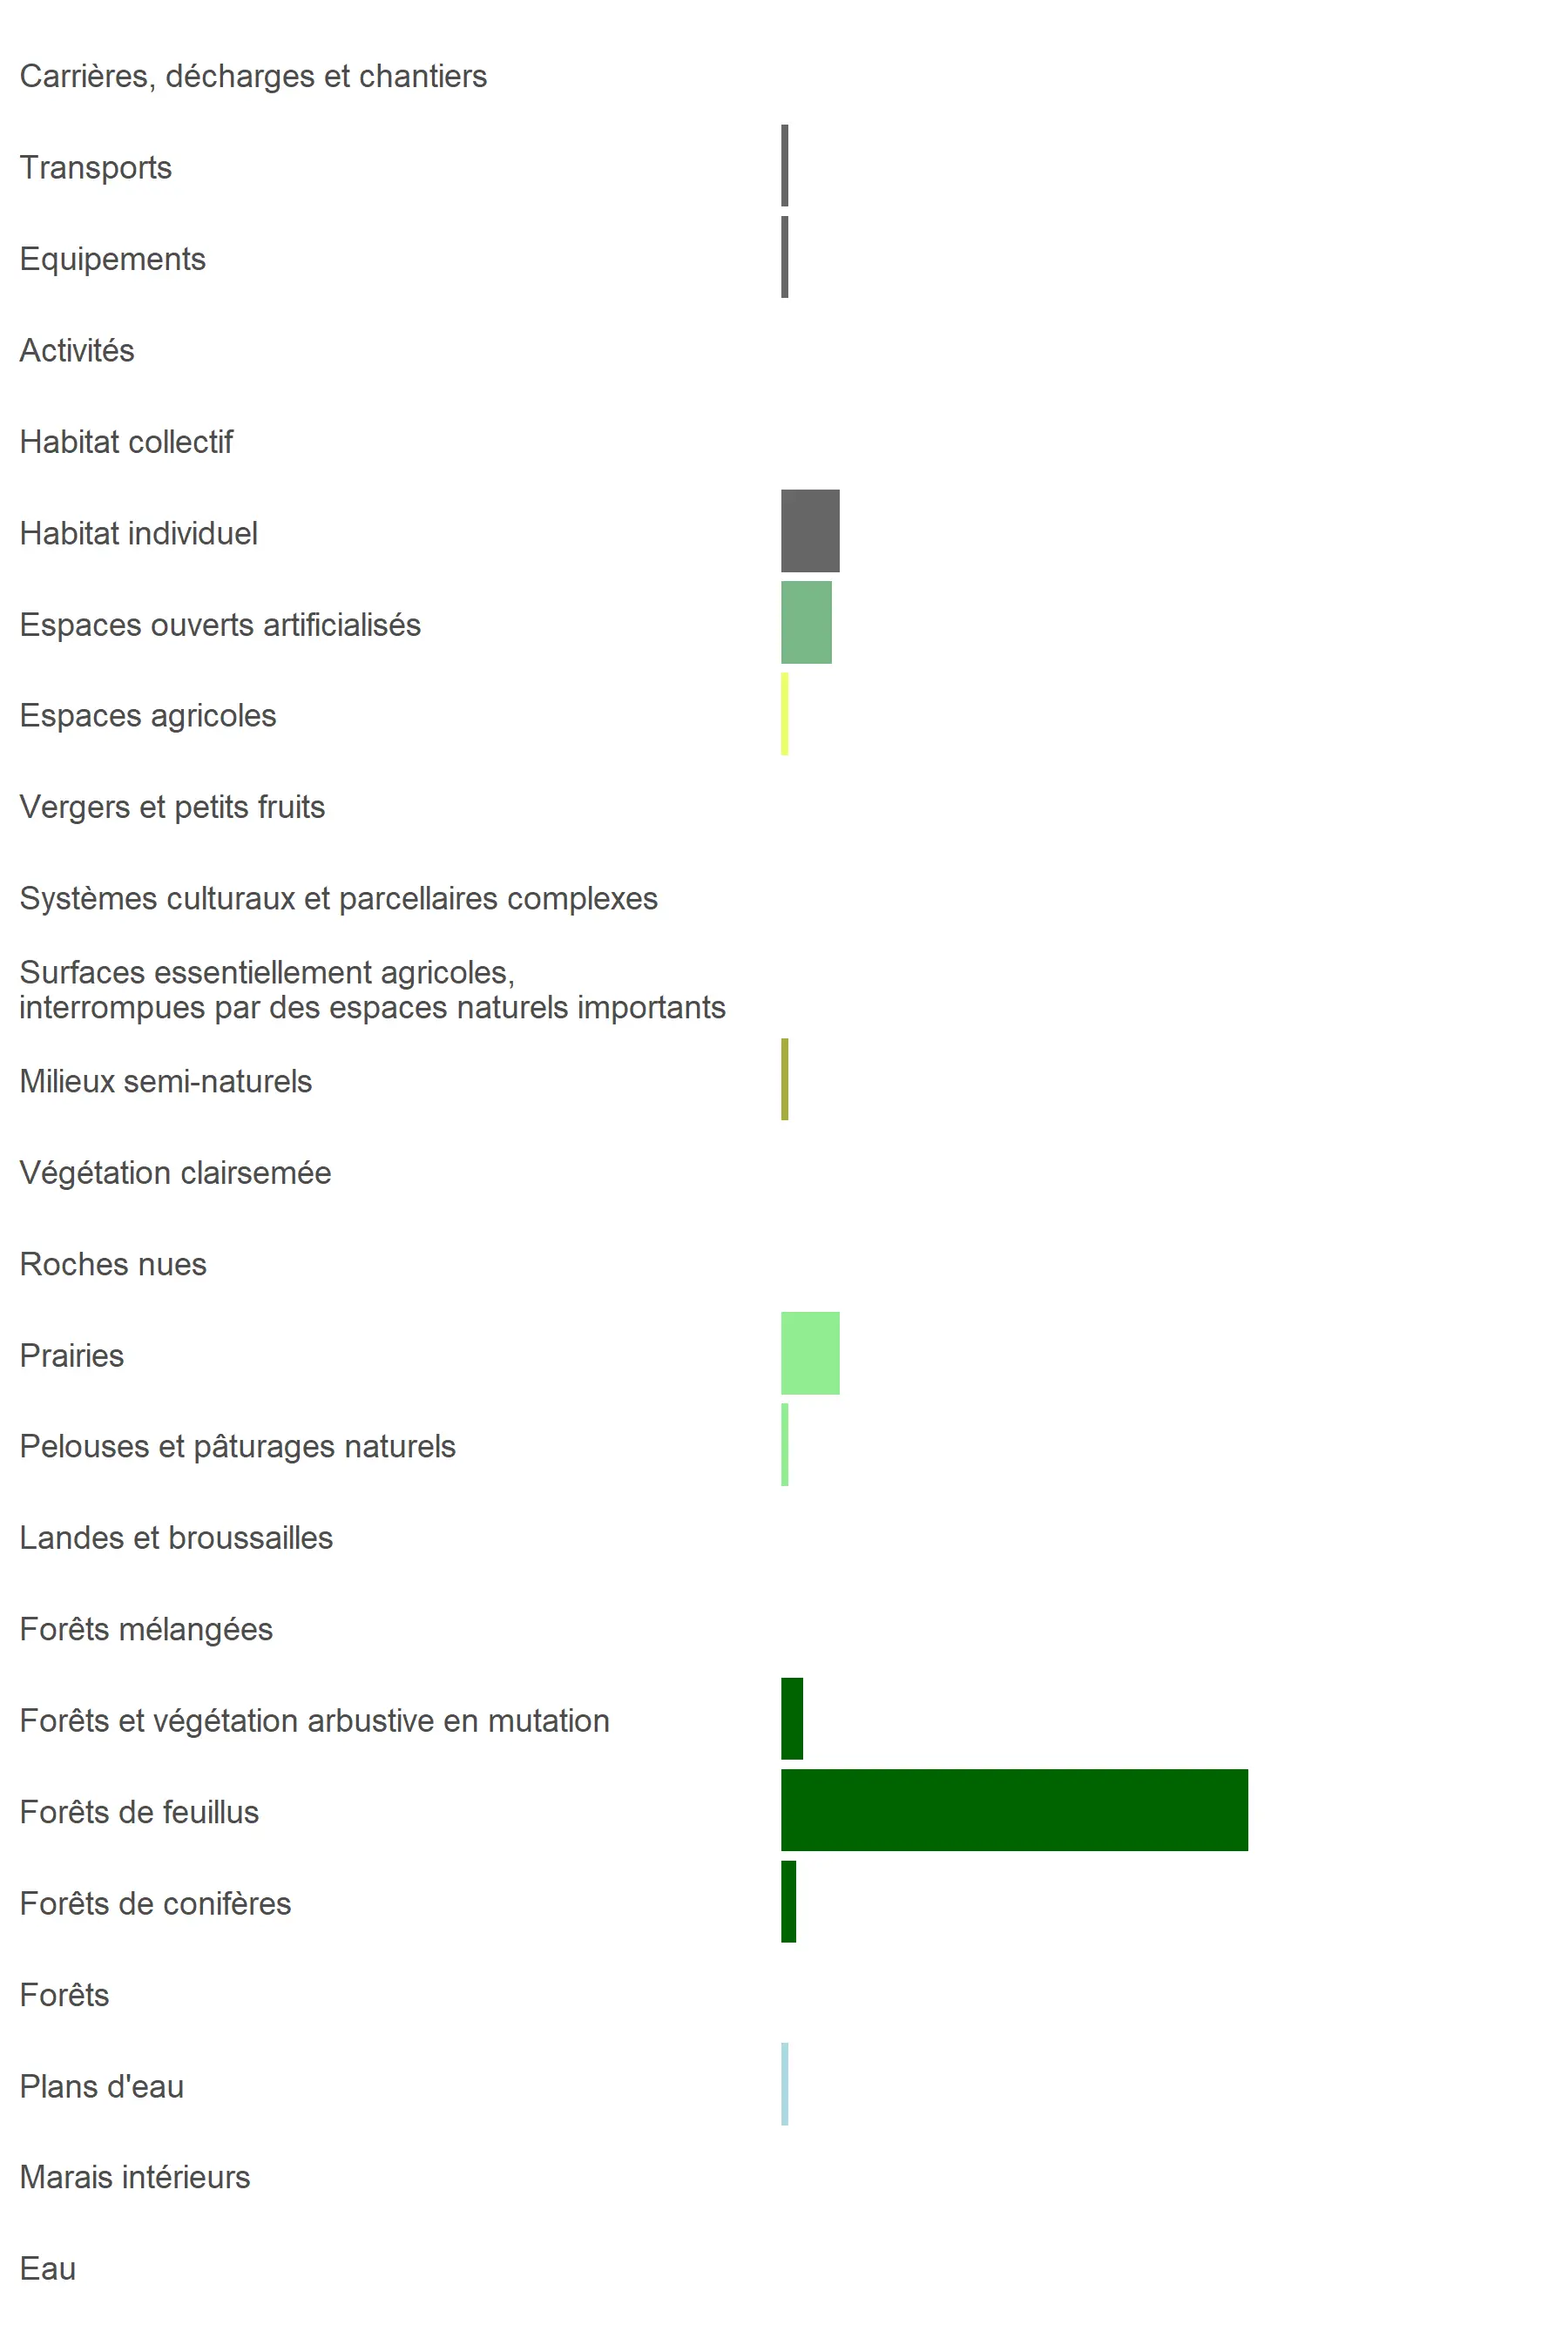 Carrières, décharges et chantiers
Transports
Equipements
Activités
Habitat collectif
Habitat individuel
Espaces ouverts artificialisés
Espaces agricoles
Vergers et petits fruits
Systèmes culturaux et parcellaires complexes
Surfaces essentiellement agricoles,
interrompues par des espaces naturels importants
Milieux semi-naturels
Végétation clairsemée
Roches nues
Prairies
Pelouses et pâturages naturels
Landes et broussailles
Forêts mélangées
Forêts et végétation arbustive en mutation
Forêts de feuillus
Forêts de conifères
Forêts
Plans d'eau
Marais intérieurs
Eau